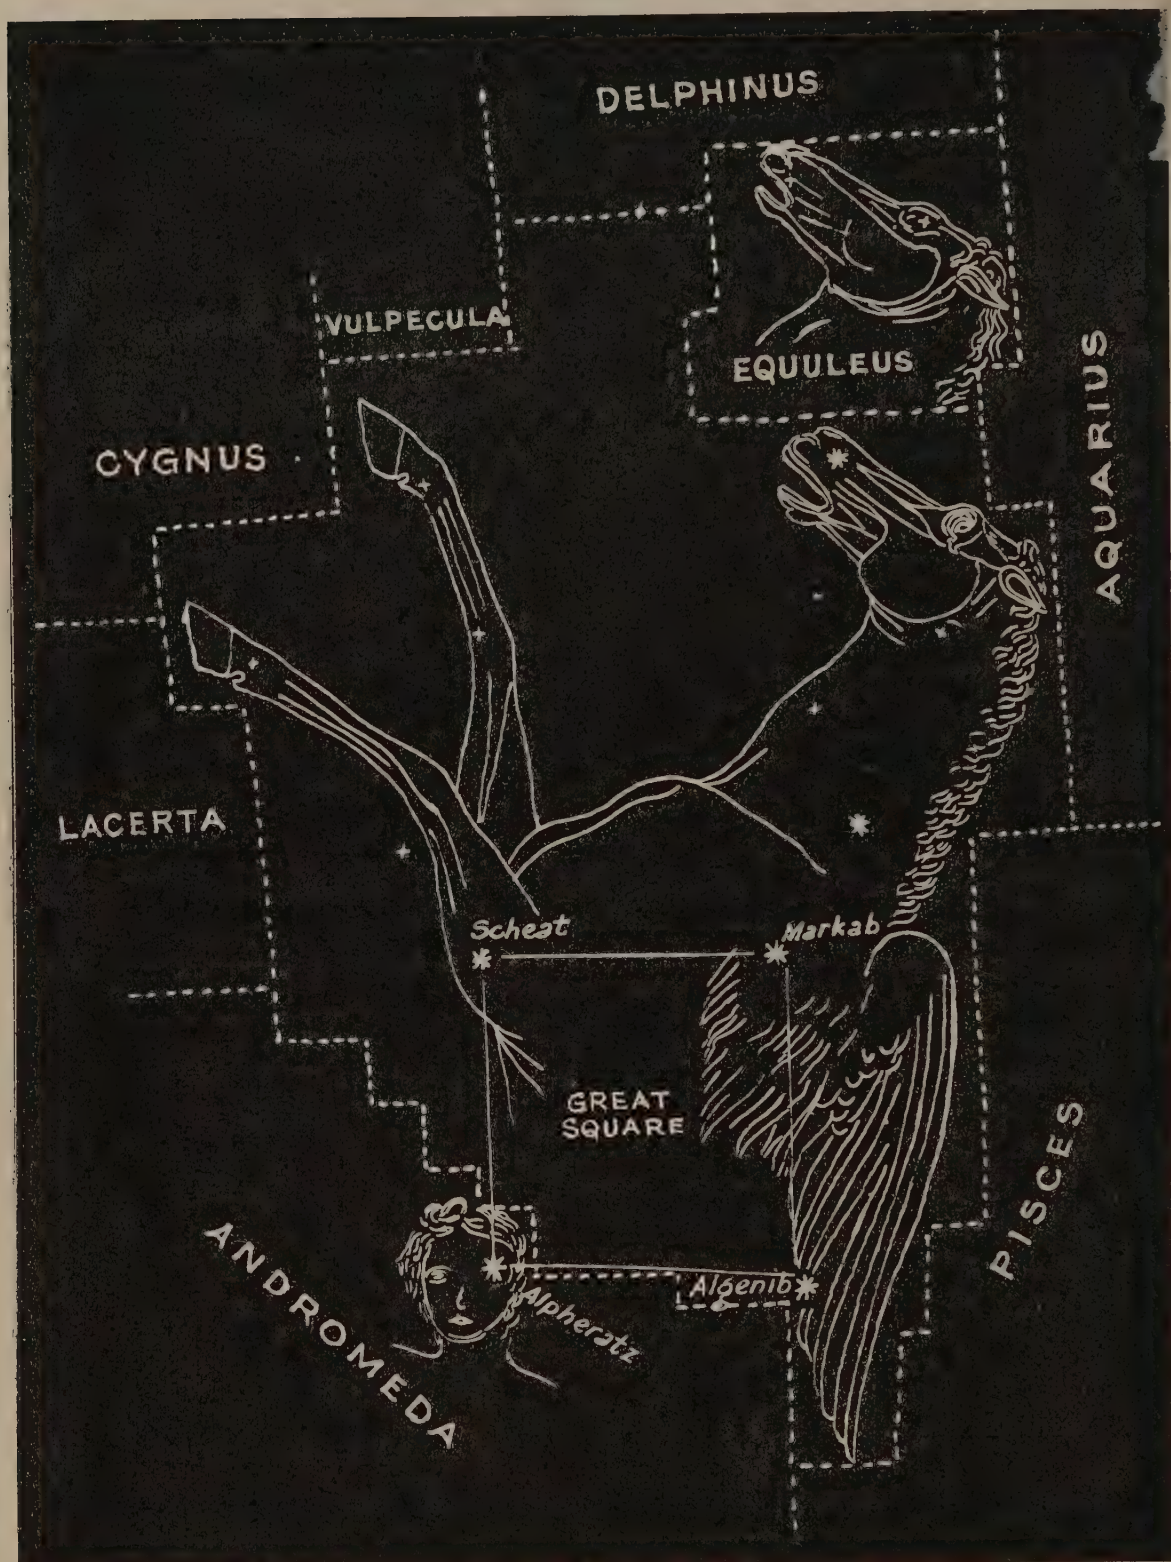 DELPHINUS
VULPECULA
EQUULEUS
AQUARIUS
CYGNUS
LACERTA
Scheat
Markab
GREAT
SQUARE
PISCES
ANDROMEDA
Algenib
Alpheratz